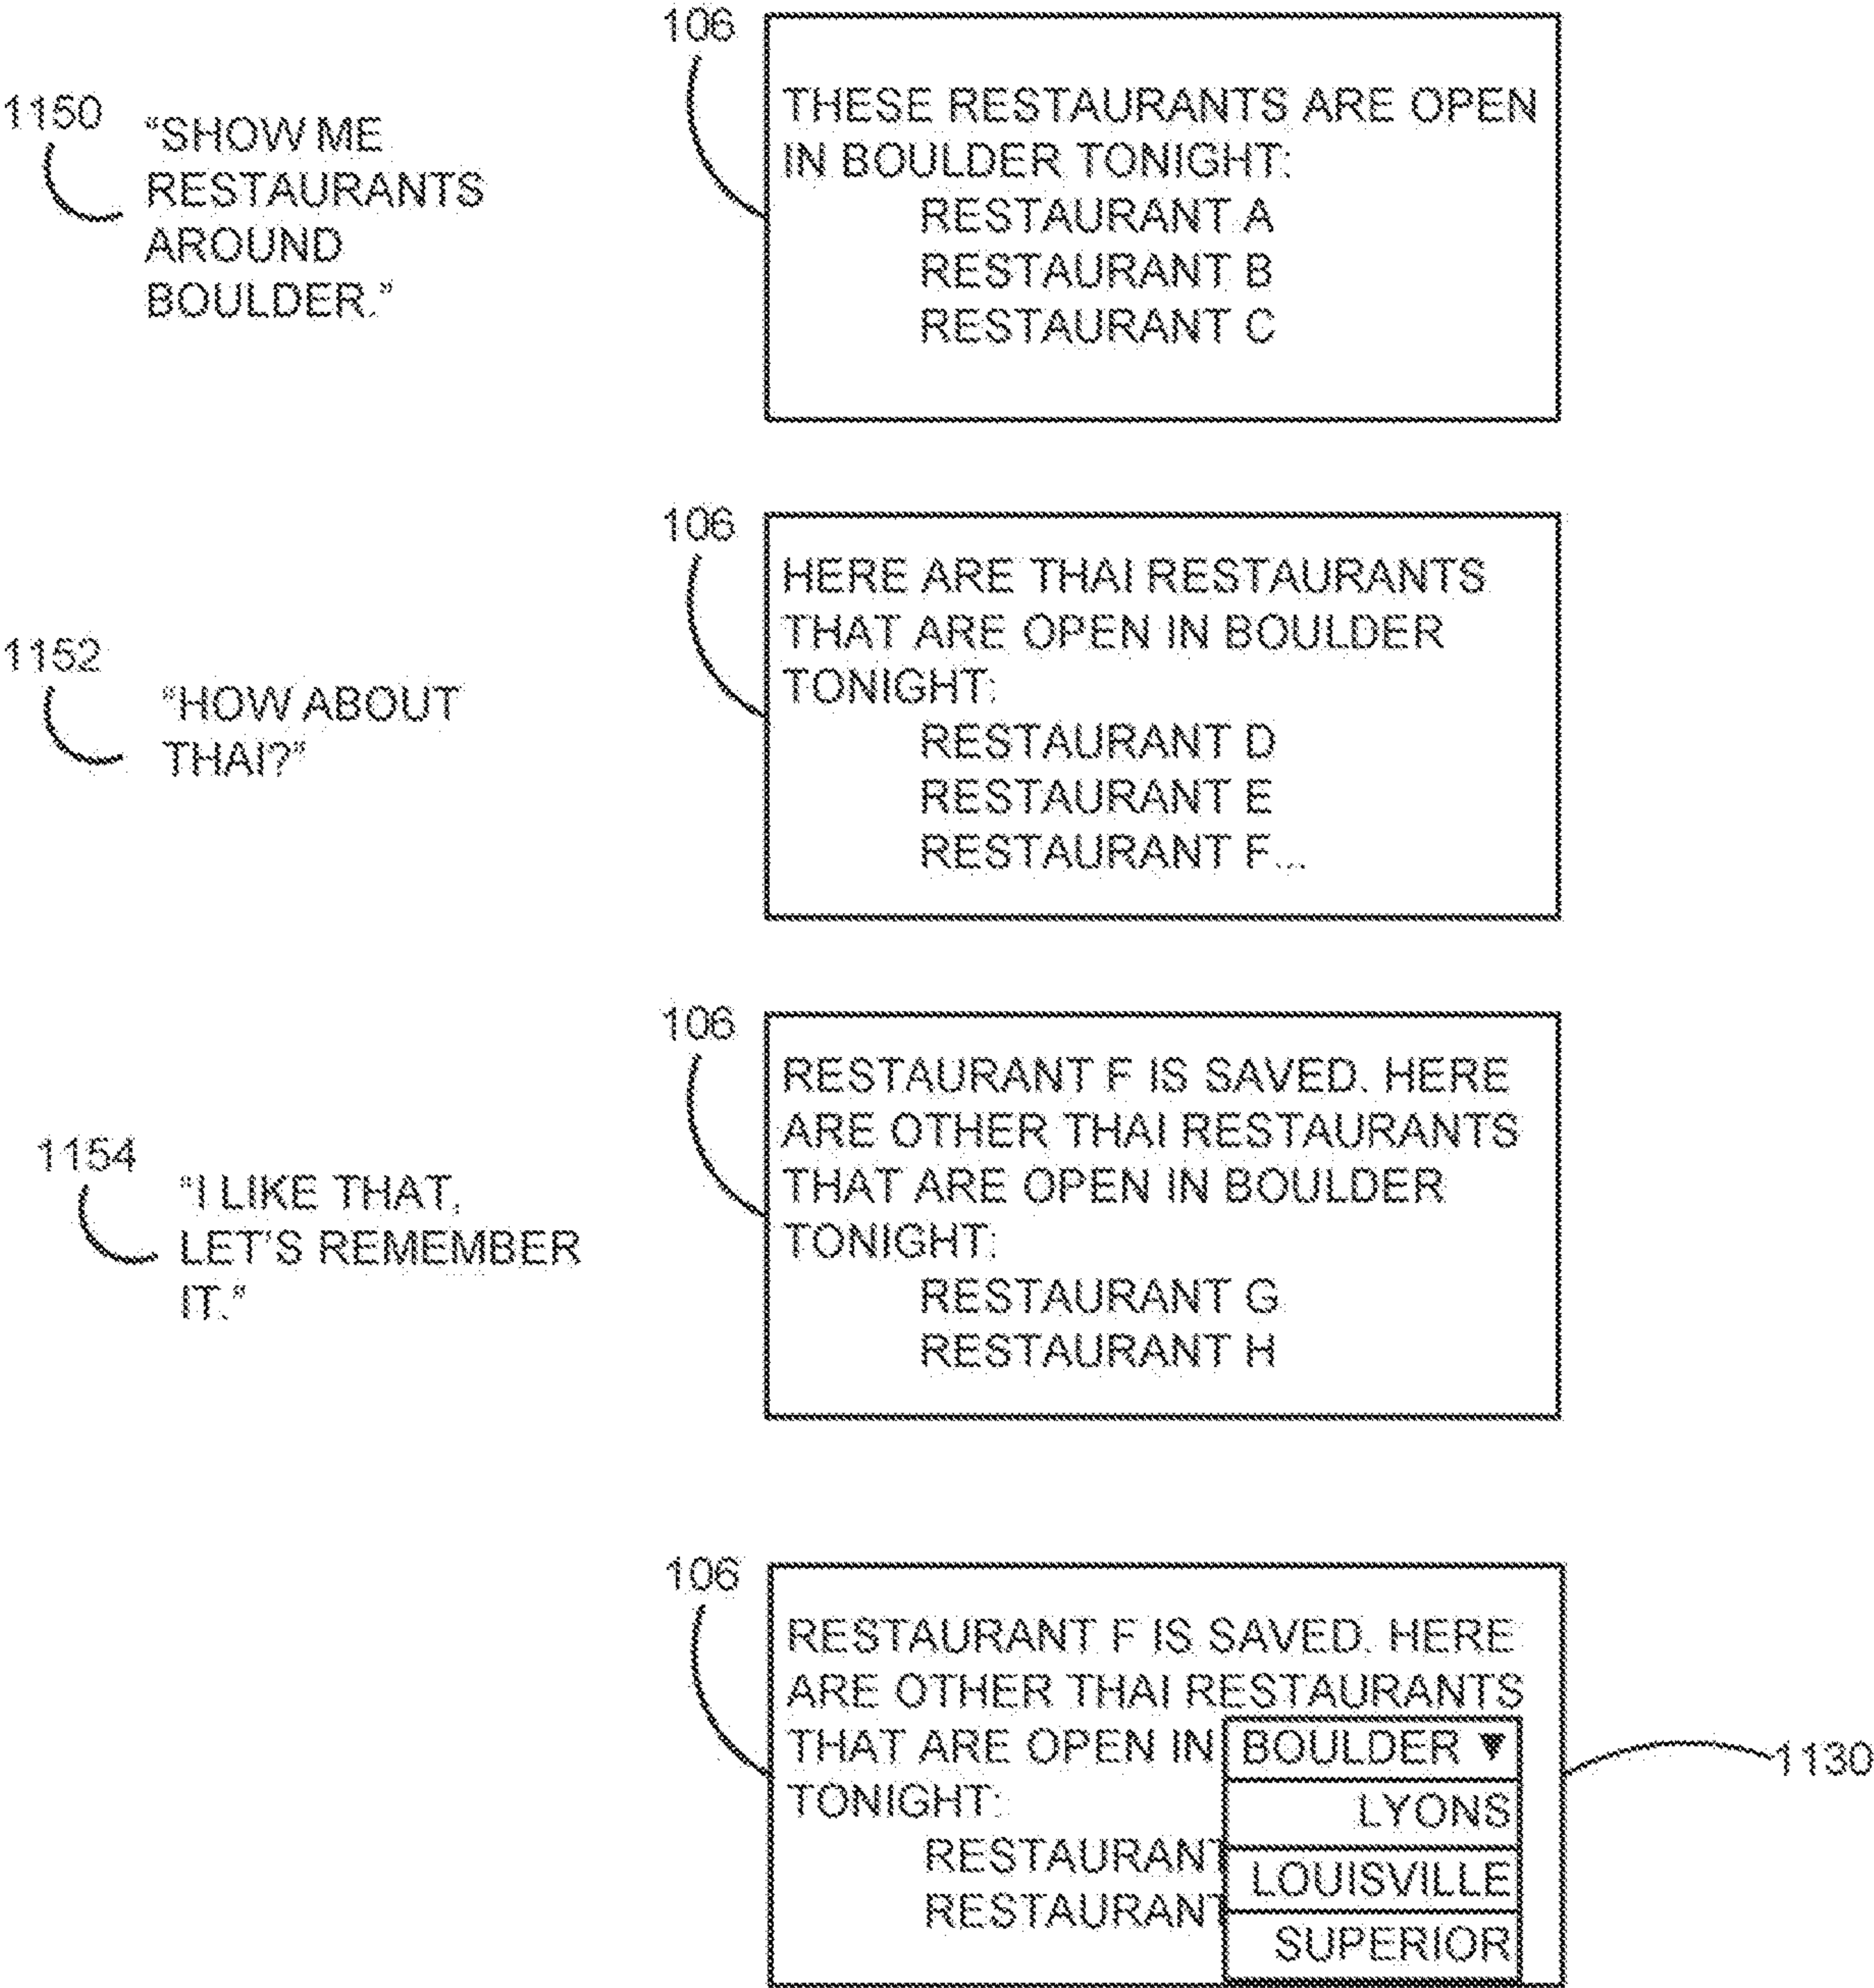 106
1150
"SHOW ME
RESTAURANTS
AROUND
BOULDER."
THESE RESTAURANTS ARE OPEN
IN BOULDER TONIGHT:
RESTAURANT A
RESTAURANT B
RESTAURANT C
106
1152
"HOW ABOUT
THAI?"
HERE ARE THAI RESTAURANTS
THAT ARE OPEN IN BOULDER
TONIGHT:
RESTAURANT D
RESTAURANT E
RESTAURANT F...
106
1154
"I LIKE THAT,
LET'S REMEMBER
IT."
RESTAURANT F IS SAVED. HERE
ARE OTHER THAI RESTAURANTS
THAT ARE OPEN IN BOULDER
TONIGHT:
RESTAURANT G
RESTAURANT H
106
RESTAURANT F IS SAVED. HERE
ARE OTHER THAI RESTAURANTS
THAT ARE OPEN IN BOULDER ▼
TONIGHT:
LYONS
RESTAURANT
LOUISVILLE
RESTAURANT
SUPERIOR
1130